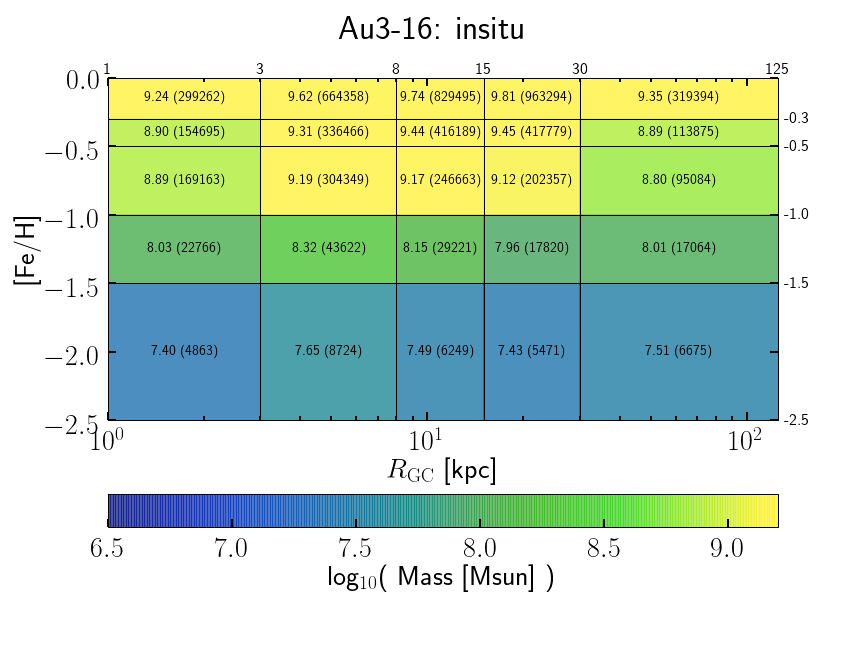 Au3-16: insitu
1 3 8 15 30 125
0.0
9.24 (299262) 9.62 (664358) 9.74 (829495) 9.81 (963294) 9.35 (319394)
-0.3
8.90 (154695) 9.31 (336466) 9.44 (416189) 9.45 (417779) 8.89 (113875)
−0.5 -0.5
8.89 (169163) 9.19 (304349) 9.17 (246663) 9.12 (202357) 8.80 (95084)
−1.0 -1.0
[Fe/H]
8.03 (22766) 8.32 (43622) 8.15 (29221) 7.96 (17820) 8.01 (17064)
−1.5 -1.5
7.40 (4863) 7.65 (8724) 7.49 (6249) 7.43 (5471) 7.51 (6675)
−2.0
−2.5 -2.5
10⁰ 10¹ 10²
R_GC [kpc]
6.5 7.0 7.5 8.0 8.5 9.0
log₁₀( Mass [Msun] )